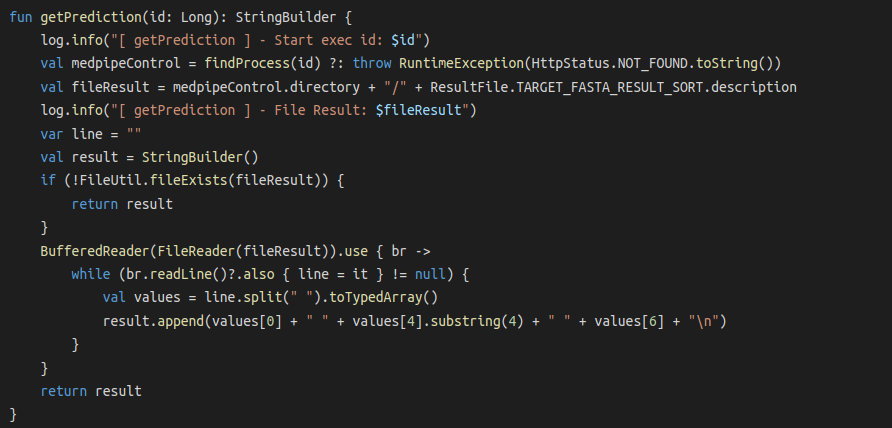 fun getPrediction(id: Long): StringBuilder {
    log.info("[ getPrediction ] - Start exec id: $id")
    val medpipeControl = findProcess(id) ?: throw RuntimeException(HttpStatus.NOT_FOUND.toString())
    val fileResult = medpipeControl.directory + "/" + ResultFile.TARGET_FASTA_RESULT_SORT.description
    log.info("[ getPrediction ] - File Result: $fileResult")
    var line = ""
    val result = StringBuilder()
    if (!FileUtil.fileExists(fileResult)) {
        return result
    }
    BufferedReader(FileReader(fileResult)).use { br ->
        while (br.readLine()?.also { line = it } != null) {
            val values = line.split(" ").toTypedArray()
            result.append(values[0] + " " + values[4].substring(4) + " " + values[6] + "\n")
        }
    }
    return result
}